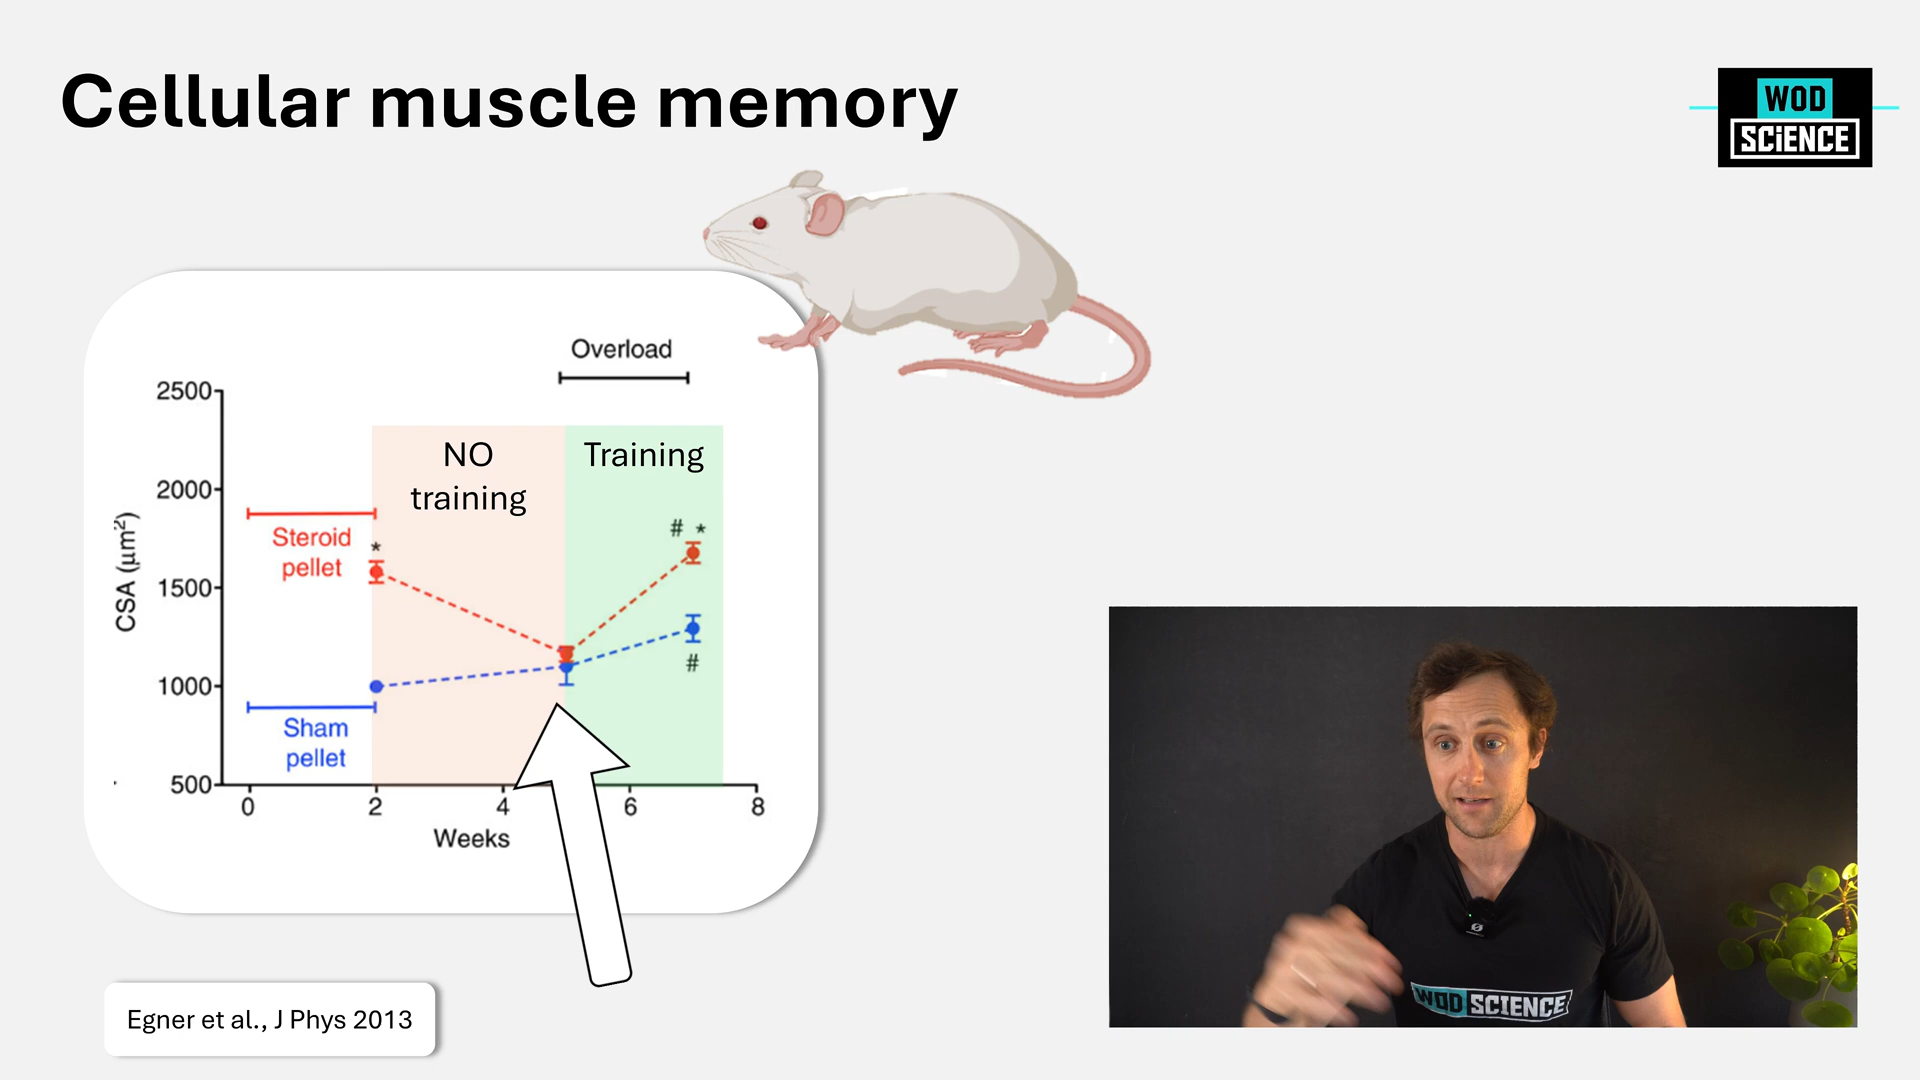 Cellular muscle memory
WOD
SCiENCE
Overload
2500
2000
1500
1000
500
CSA (μm²)
NO
training
Training
Steroid
pellet
*
# *
#
Sham
pellet
0 2 4 6 8
Weeks
Egner et al., J Phys 2013
WOD SCIENCE